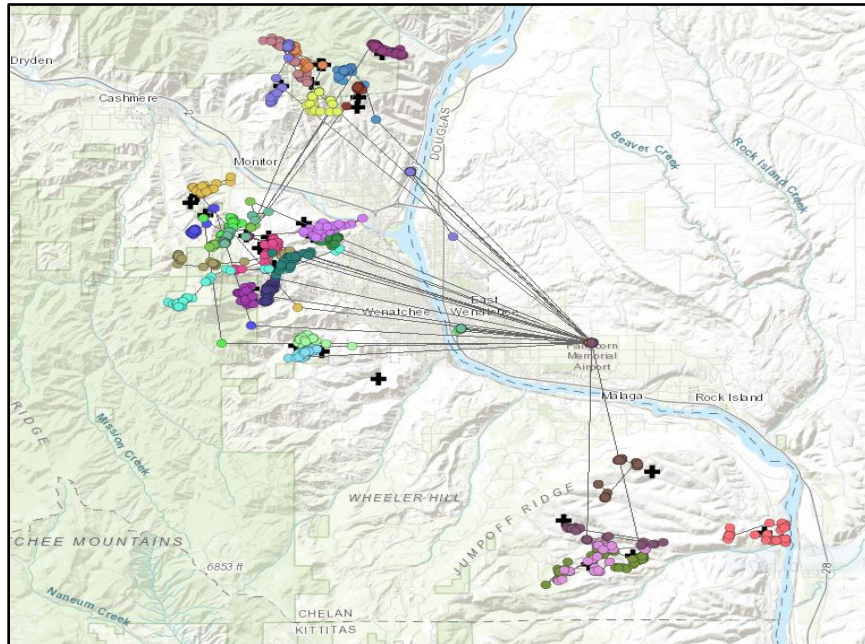 Dryden
Cashmere
2
DOUGLAS
Monitor
Beaver Creek
Rock Island Creek
Wenatchee
East
Wenatchee
Memorial
Airport
Malaga
Rock Island
RIDGE
Mission Creek
WHEELER HILL
JUMPOFF RIDGE
CHEE MOUNTAINS
6853 ft
28
Naneum Creek
CHELAN
KITTITAS